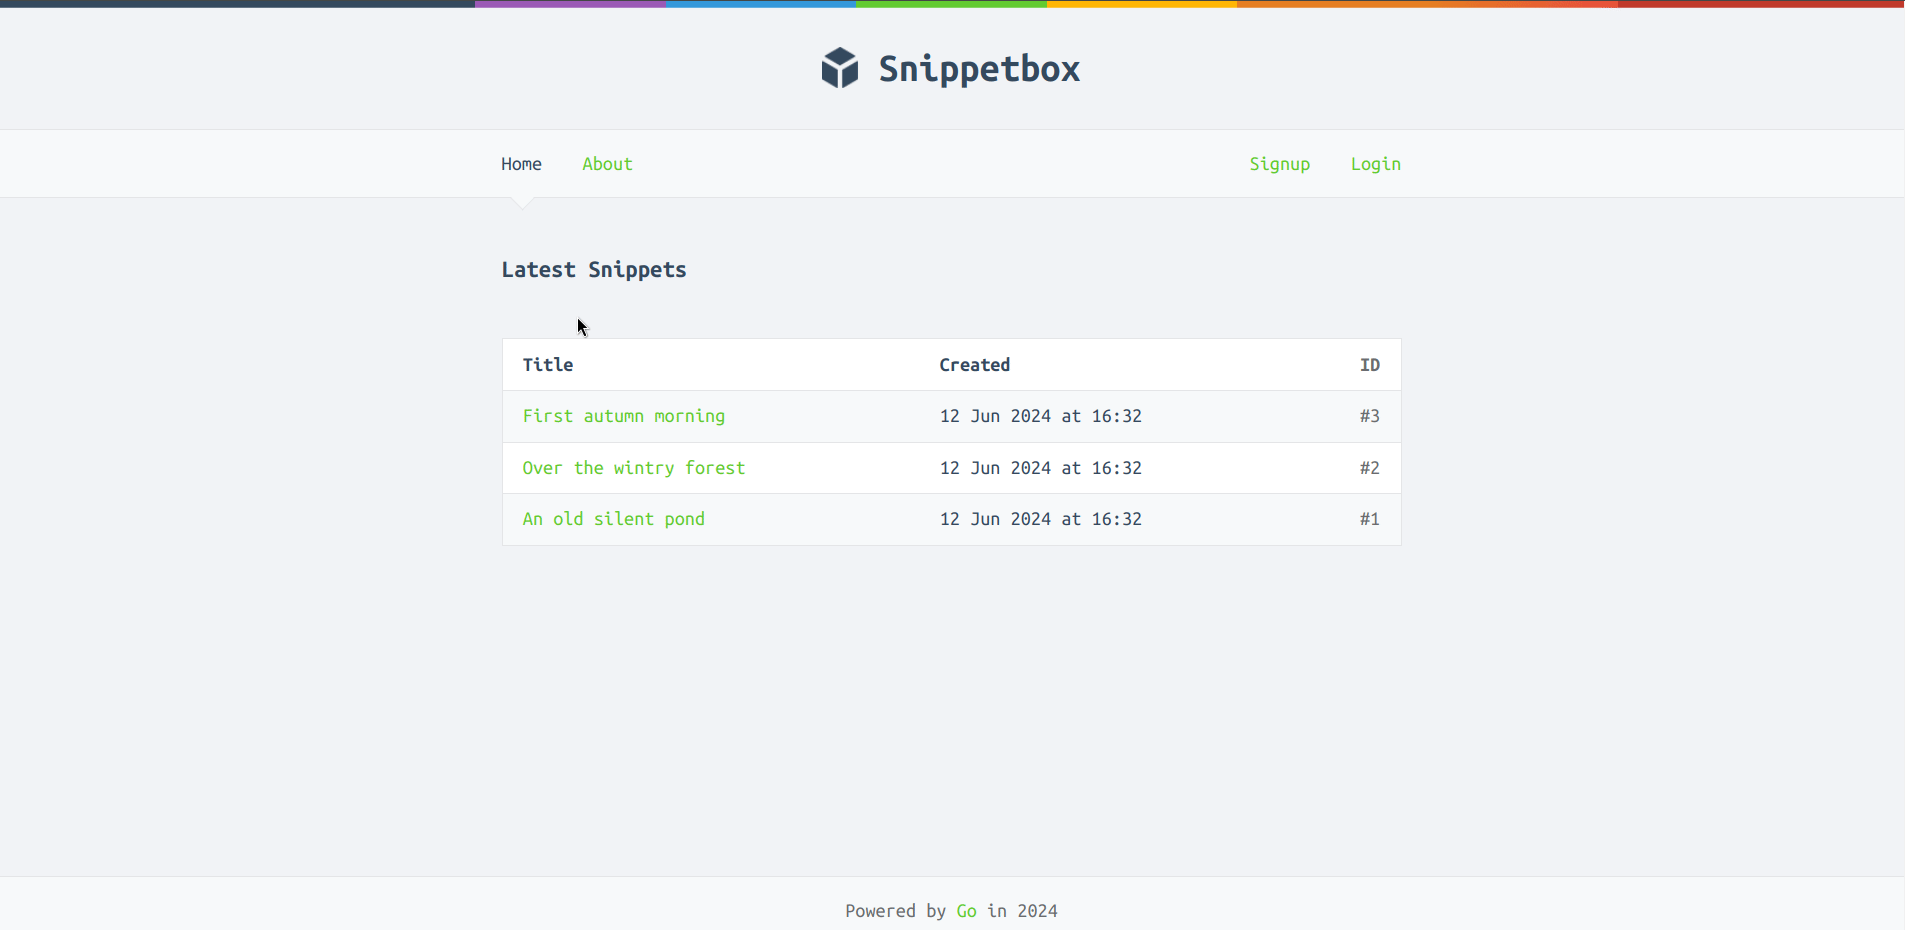 Snippetbox
Home About Signup Login
Latest Snippets
Title Created ID
First autumn morning 12 Jun 2024 at 16:32 #3
Over the wintry forest 12 Jun 2024 at 16:32 #2
An old silent pond 12 Jun 2024 at 16:32 #1
Powered by Go in 2024